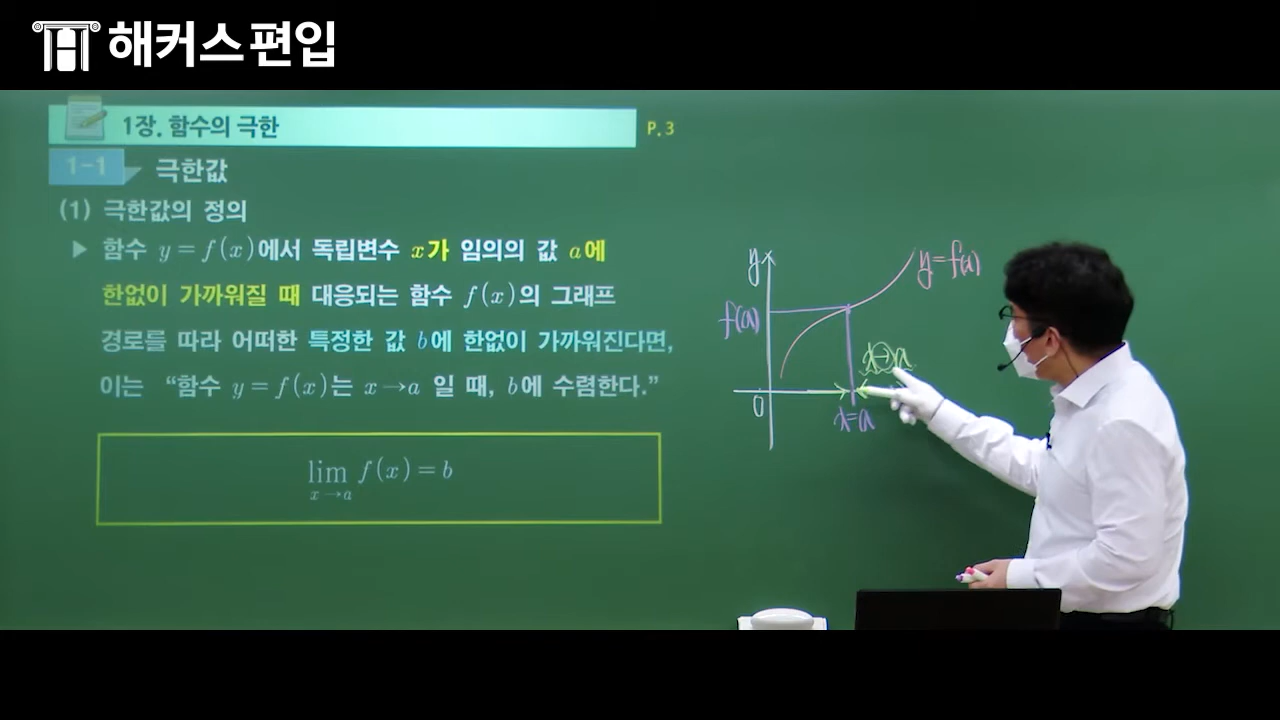 해커스편입
1장. 함수의 극한
P.3
1-1 극한값
(1) 극한값의 정의
▶ 함수 y=f(x)에서 독립변수 x가 임의의 값 a에
한없이 가까워질 때 대응되는 함수 f(x)의 그래프
경로를 따라 어떠한 특정한 값 b에 한없이 가까워진다면,
이는 “함수 y=f(x)는 x→a 일 때, b에 수렴한다.”
lim f(x)=b
x→a
y
y=f(x)
f(a)
x→a
0
x=a